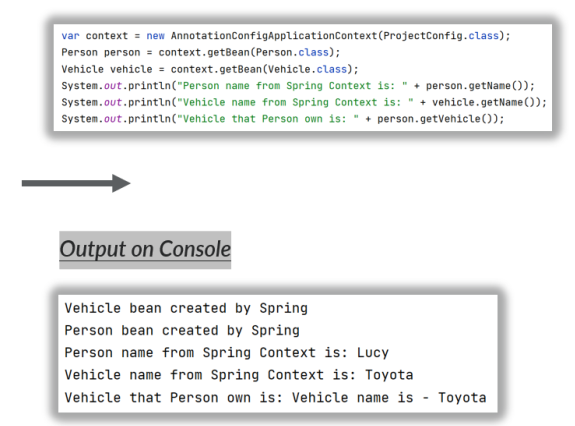 var context = new AnnotationConfigApplicationContext(ProjectConfig.class);
Person person = context.getBean(Person.class);
Vehicle vehicle = context.getBean(Vehicle.class);
System.out.println("Person name from Spring Context is: " + person.getName());
System.out.println("Vehicle name from Spring Context is: " + vehicle.getName());
System.out.println("Vehicle that Person own is: " + person.getVehicle());
Output on Console
Vehicle bean created by Spring
Person bean created by Spring
Person name from Spring Context is: Lucy
Vehicle name from Spring Context is: Toyota
Vehicle that Person own is: Vehicle name is - Toyota